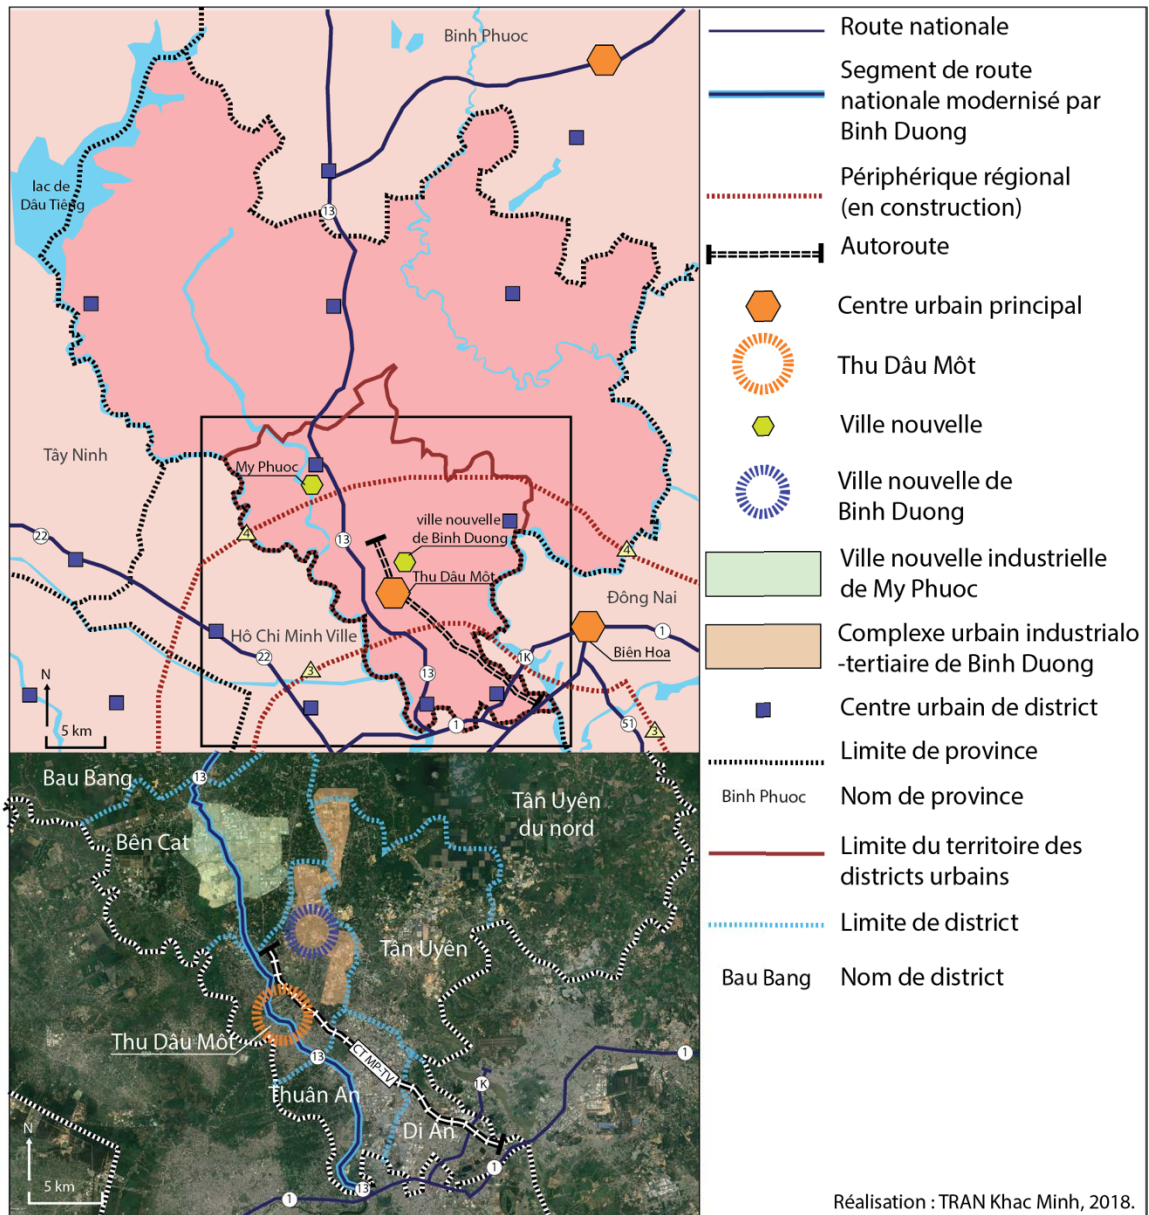 Binh Phuoc
lac de
Dâu Tiêng
13
Tây Ninh
My Phuoc
ville nouvelle
de Binh Duong
13
22
4
4
Thu Dâu Môt
Đông Nai
Hô Chi Minh Ville
1
1K
Biên Hoa
22
3
13
N
5 km
1
51
3
Bau Bang
13
Tân Uyên
du nord
Bên Cat
Tân Uyên
Thu Dâu Môt
13
CT MP-TV
1
1K
Thuân An
Di An
N
5 km
13
1
1
Route nationale
Segment de route
nationale modernisé par
Binh Duong
Périphérique régional
(en construction)
Autoroute
Centre urbain principal
Thu Dâu Môt
Ville nouvelle
Ville nouvelle de
Binh Duong
Ville nouvelle industrielle
de My Phuoc
Complexe urbain industrialo
-tertiaire de Binh Duong
Centre urbain de district
Limite de province
Binh Phuoc
Nom de province
Limite du territoire des
districts urbains
Limite de district
Bau Bang
Nom de district
Réalisation : TRAN Khac Minh, 2018.